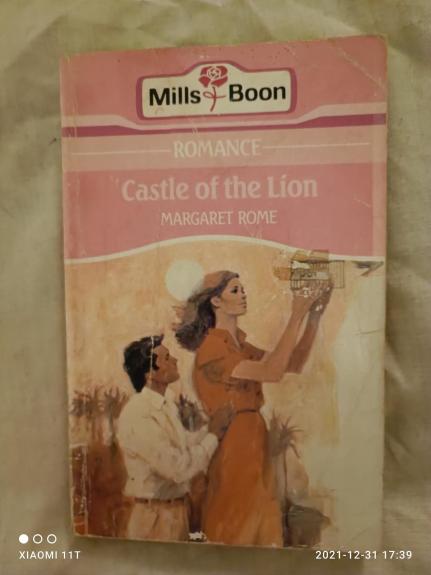 Mills Boon
ROMANCE
Castle of the Lion
MARGARET ROME
XIAOMI 11T
2021-12-31 17:39